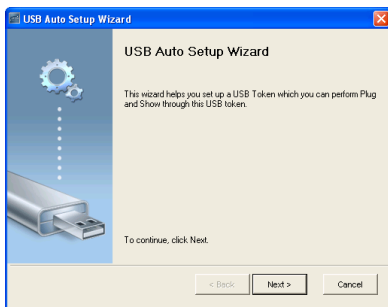 USB Auto Setup Wizard
USB Auto Setup Wizard
This wizard helps you set up a USB Token which you can perform Plug
and Show through this USB token.
To continue, click Next.
< Back
Next >
Cancel